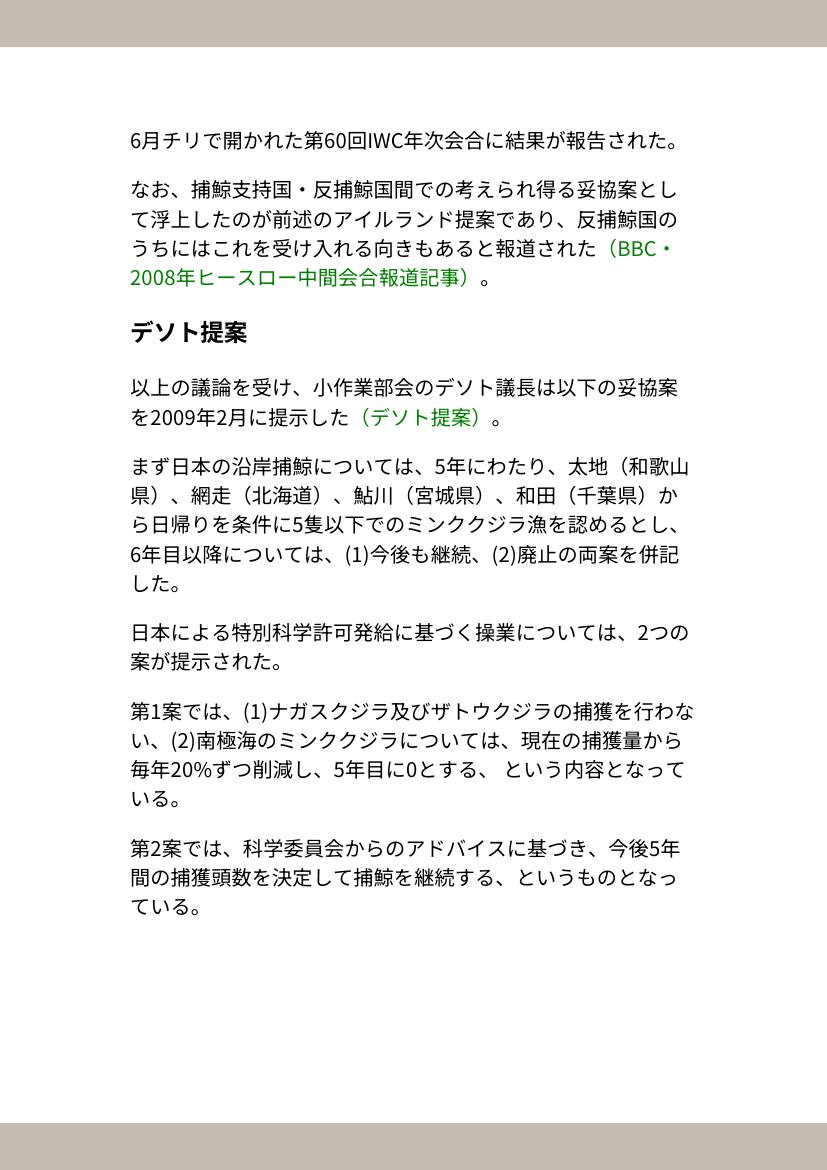 6月チリで開かれた第60回IWC年次会合に結果が報告された。
なお、捕鯨支持国・反捕鯨国間での考えられ得る妥協案とし
て浮上したのが前述のアイルランド提案であり、反捕鯨国の
うちにはこれを受け入れる向きもあると報道された（BBC・
2008年ヒースロー中間会合報道記事）。
デソト提案
以上の議論を受け、小作業部会のデソト議長は以下の妥協案
を2009年2月に提示した（デソト提案）。
まず日本の沿岸捕鯨については、5年にわたり、太地（和歌山
県）、網走（北海道）、鮎川（宮城県）、和田（千葉県）か
ら日帰りを条件に5隻以下でのミンククジラ漁を認めるとし、
6年目以降については、(1)今後も継続、(2)廃止の両案を併記
した。
日本による特別科学許可発給に基づく操業については、2つの
案が提示された。
第1案では、(1)ナガスクジラ及びザトウクジラの捕獲を行わな
い、(2)南極海のミンククジラについては、現在の捕獲量から
毎年20%ずつ削減し、5年目に0とする、 という内容となって
いる。
第2案では、科学委員会からのアドバイスに基づき、今後5年
間の捕獲頭数を決定して捕鯨を継続する、というものとなっ
ている。